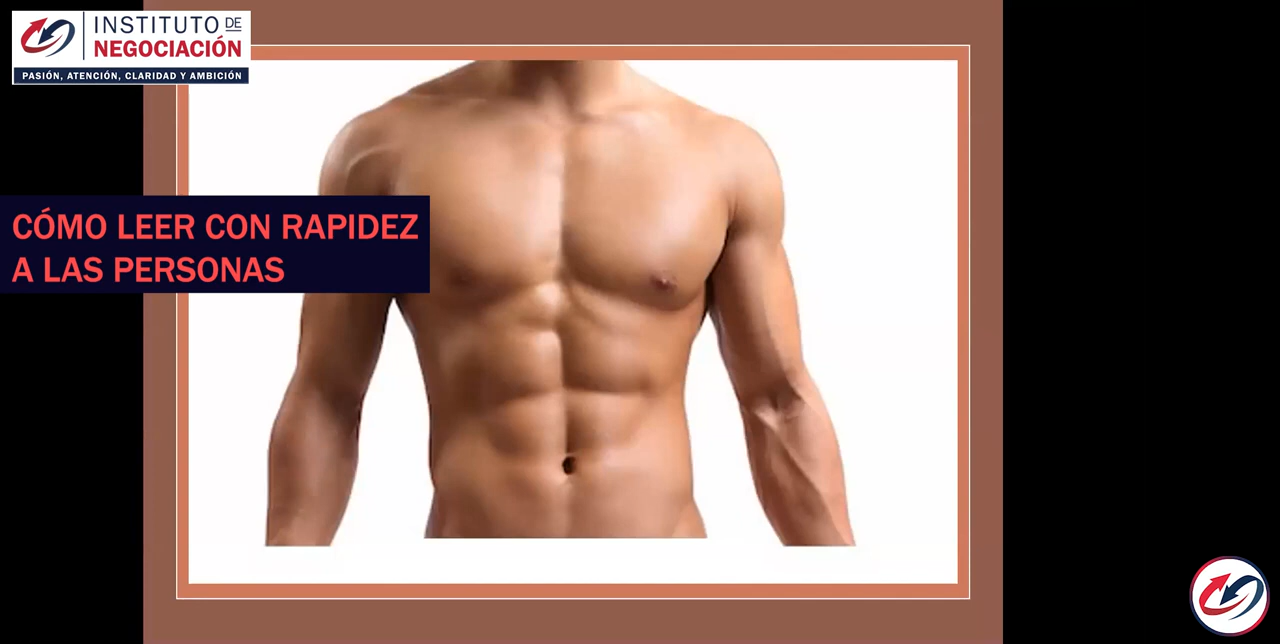 INSTITUTO DE
NEGOCIACIÓN
PASIÓN, ATENCIÓN, CLARIDAD Y AMBICIÓN
CÓMO LEER CON RAPIDEZ
A LAS PERSONAS